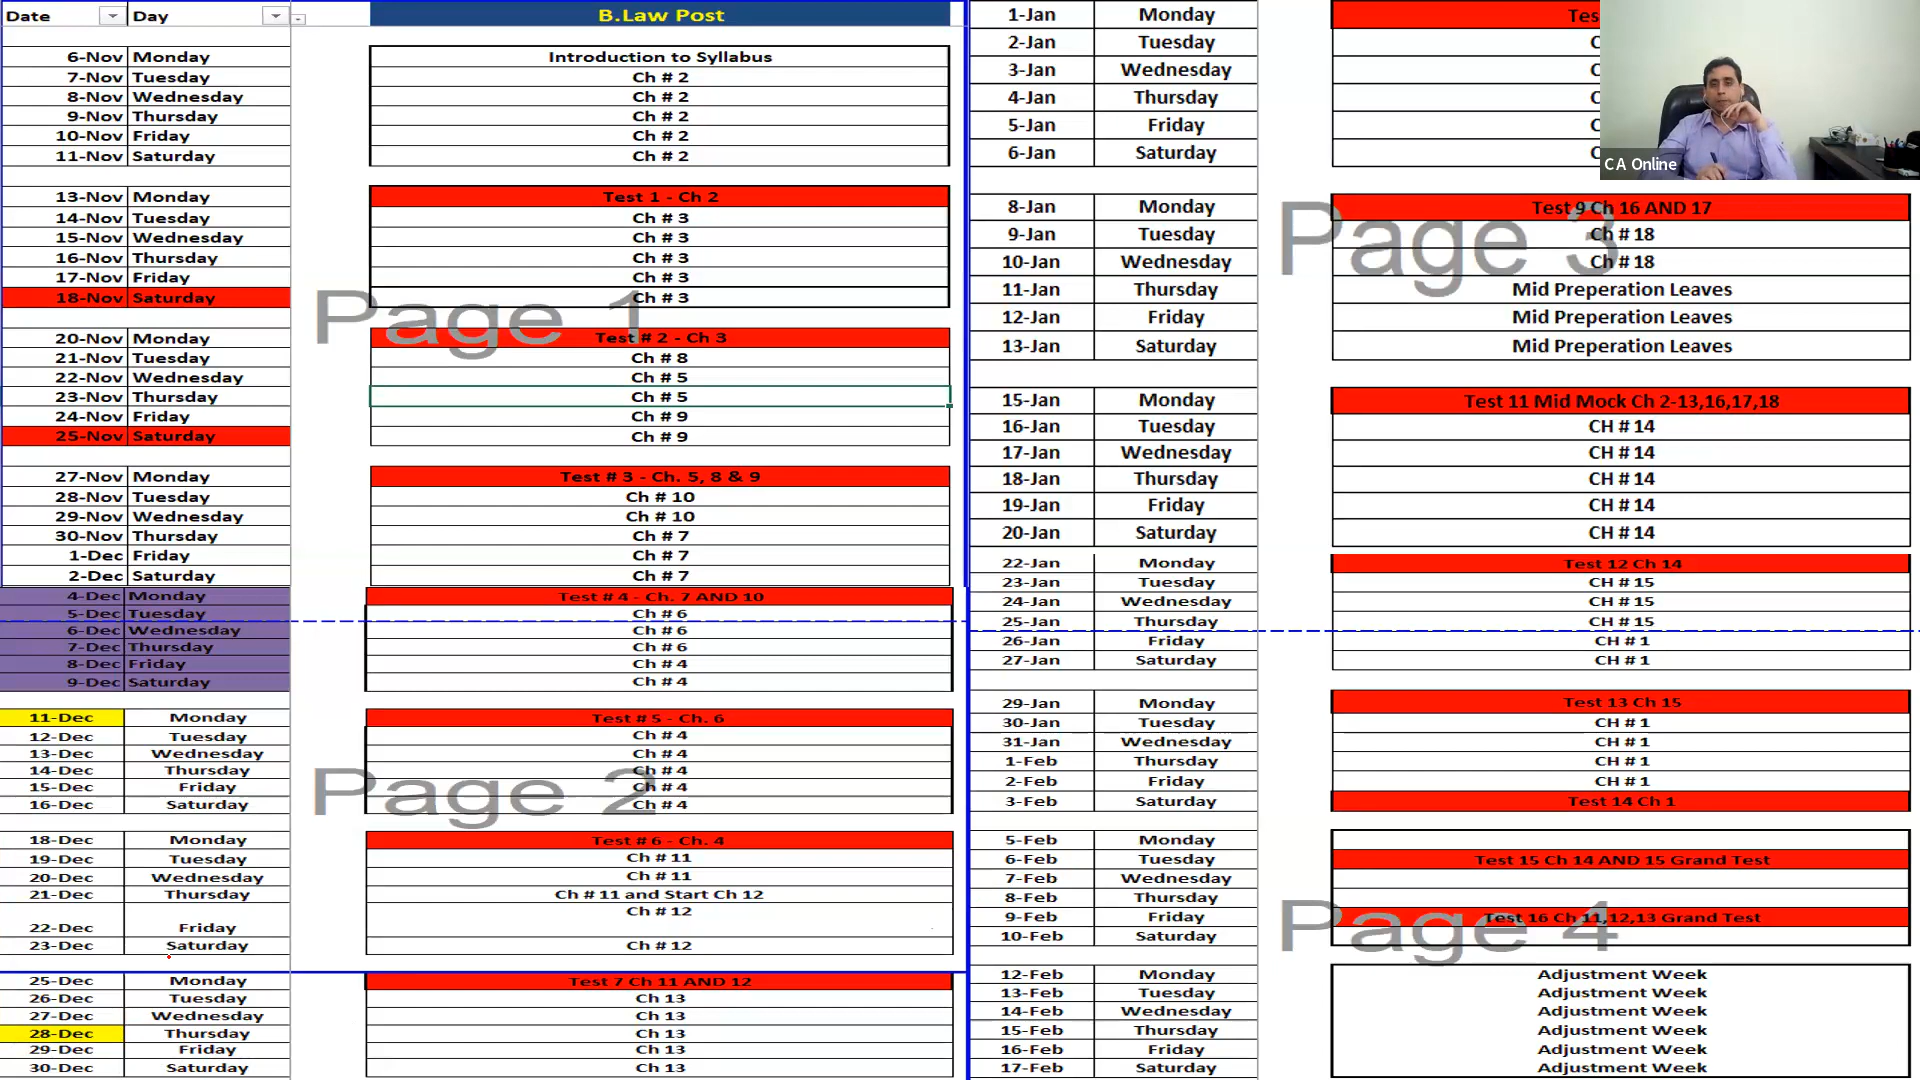 Date Day B.Law Post
6-Nov Monday Introduction to Syllabus
7-Nov Tuesday Ch # 2
8-Nov Wednesday Ch # 2
9-Nov Thursday Ch # 2
10-Nov Friday Ch # 2
11-Nov Saturday Ch # 2
13-Nov Monday Test 1 - Ch 2
14-Nov Tuesday Ch # 3
15-Nov Wednesday Ch # 3
16-Nov Thursday Ch # 3
17-Nov Friday Ch # 3
18-Nov Saturday Ch # 3
Page 1
20-Nov Monday Test # 2 - Ch 3
21-Nov Tuesday Ch # 8
22-Nov Wednesday Ch # 5
23-Nov Thursday Ch # 5
24-Nov Friday Ch # 9
25-Nov Saturday Ch # 9
27-Nov Monday Test # 3 - Ch. 5, 8 & 9
28-Nov Tuesday Ch # 10
29-Nov Wednesday Ch # 10
30-Nov Thursday Ch # 7
1-Dec Friday Ch # 7
2-Dec Saturday Ch # 7
4-Dec Monday Test # 4 - Ch. 7 AND 10
5-Dec Tuesday Ch # 6
6-Dec Wednesday Ch # 6
7-Dec Thursday Ch # 6
8-Dec Friday Ch # 4
9-Dec Saturday Ch # 4
11-Dec Monday Test # 5 - Ch. 6
12-Dec Tuesday Ch # 4
13-Dec Wednesday Ch # 4
14-Dec Thursday Ch # 4
15-Dec Friday Ch # 4
16-Dec Saturday Ch # 4
Page 2
18-Dec Monday Test # 6 - Ch. 4
19-Dec Tuesday Ch # 11
20-Dec Wednesday Ch # 11
21-Dec Thursday Ch # 11 and Start Ch 12
22-Dec Friday Ch # 12
23-Dec Saturday Ch # 12
25-Dec Monday Test 7 Ch 11 AND 12
26-Dec Tuesday Ch 13
27-Dec Wednesday Ch 13
28-Dec Thursday Ch 13
29-Dec Friday Ch 13
30-Dec Saturday Ch 13
1-Jan Monday
2-Jan Tuesday
3-Jan Wednesday
4-Jan Thursday
5-Jan Friday
6-Jan Saturday
CA Online
8-Jan Monday Test 9 Ch 16 AND 17
9-Jan Tuesday Ch # 18
10-Jan Wednesday Ch # 18
Page 3
11-Jan Thursday Mid Preperation Leaves
12-Jan Friday Mid Preperation Leaves
13-Jan Saturday Mid Preperation Leaves
15-Jan Monday Test 11 Mid Mock Ch 2-13,16,17,18
16-Jan Tuesday CH # 14
17-Jan Wednesday CH # 14
18-Jan Thursday CH # 14
19-Jan Friday CH # 14
20-Jan Saturday CH # 14
22-Jan Monday Test 12 Ch 14
23-Jan Tuesday CH # 15
24-Jan Wednesday CH # 15
25-Jan Thursday CH # 15
26-Jan Friday CH # 1
27-Jan Saturday CH # 1
29-Jan Monday Test 13 Ch 15
30-Jan Tuesday CH # 1
31-Jan Wednesday CH # 1
1-Feb Thursday CH # 1
2-Feb Friday CH # 1
3-Feb Saturday Test 14 Ch 1
5-Feb Monday
6-Feb Tuesday Test 15 Ch 14 AND 15 Grand Test
7-Feb Wednesday
8-Feb Thursday
9-Feb Friday Test 16 Ch 11,12,13 Grand Test
10-Feb Saturday
Page 4
12-Feb Monday Adjustment Week
13-Feb Tuesday Adjustment Week
14-Feb Wednesday Adjustment Week
15-Feb Thursday Adjustment Week
16-Feb Friday Adjustment Week
17-Feb Saturday Adjustment Week